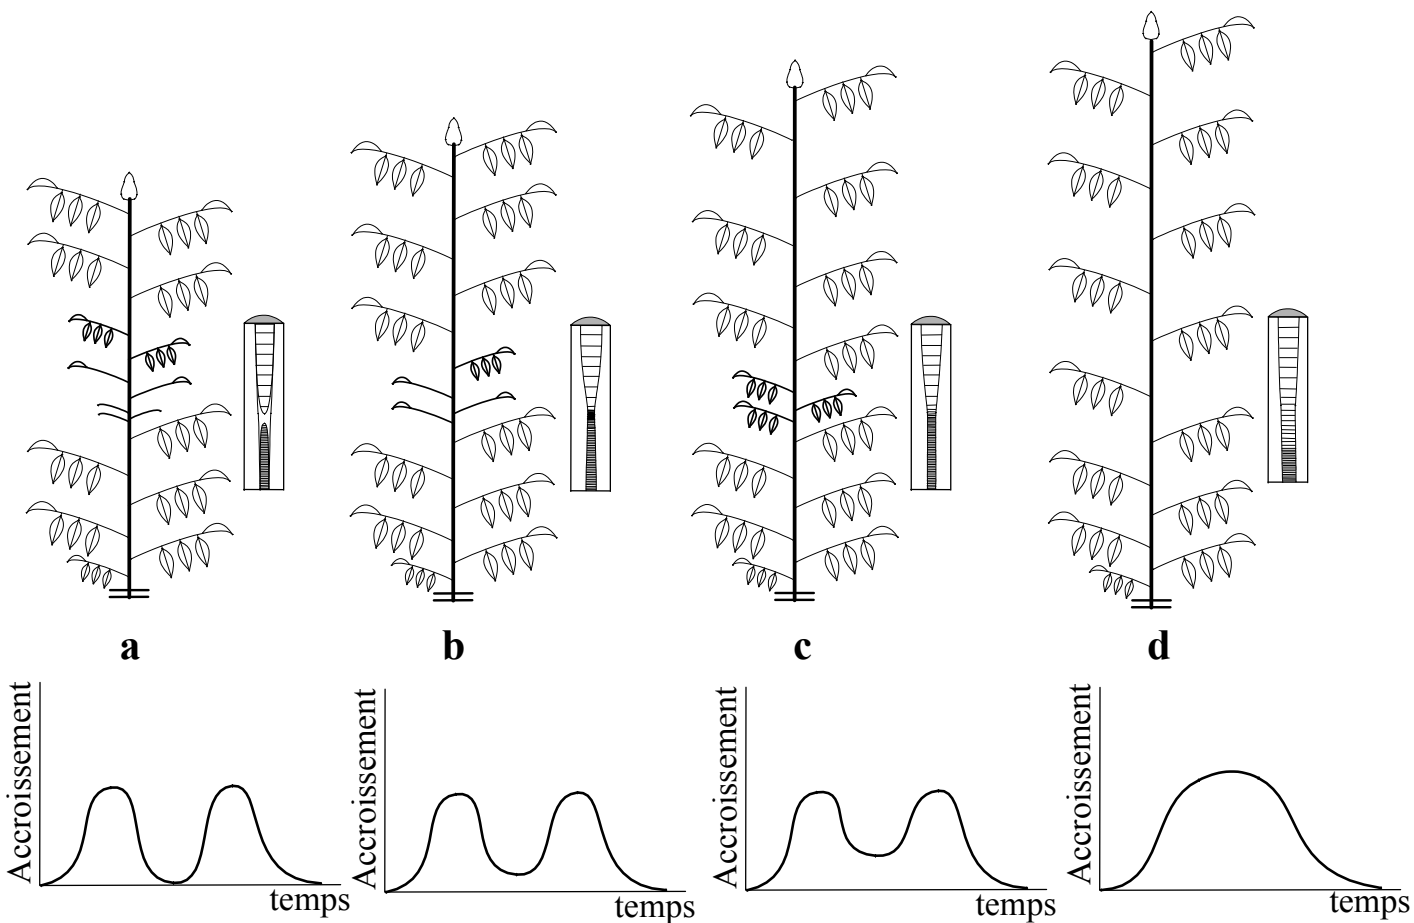 a b c d
Accroissement
temps
Accroissement
temps
Accroissement
temps
Accroissement
temps